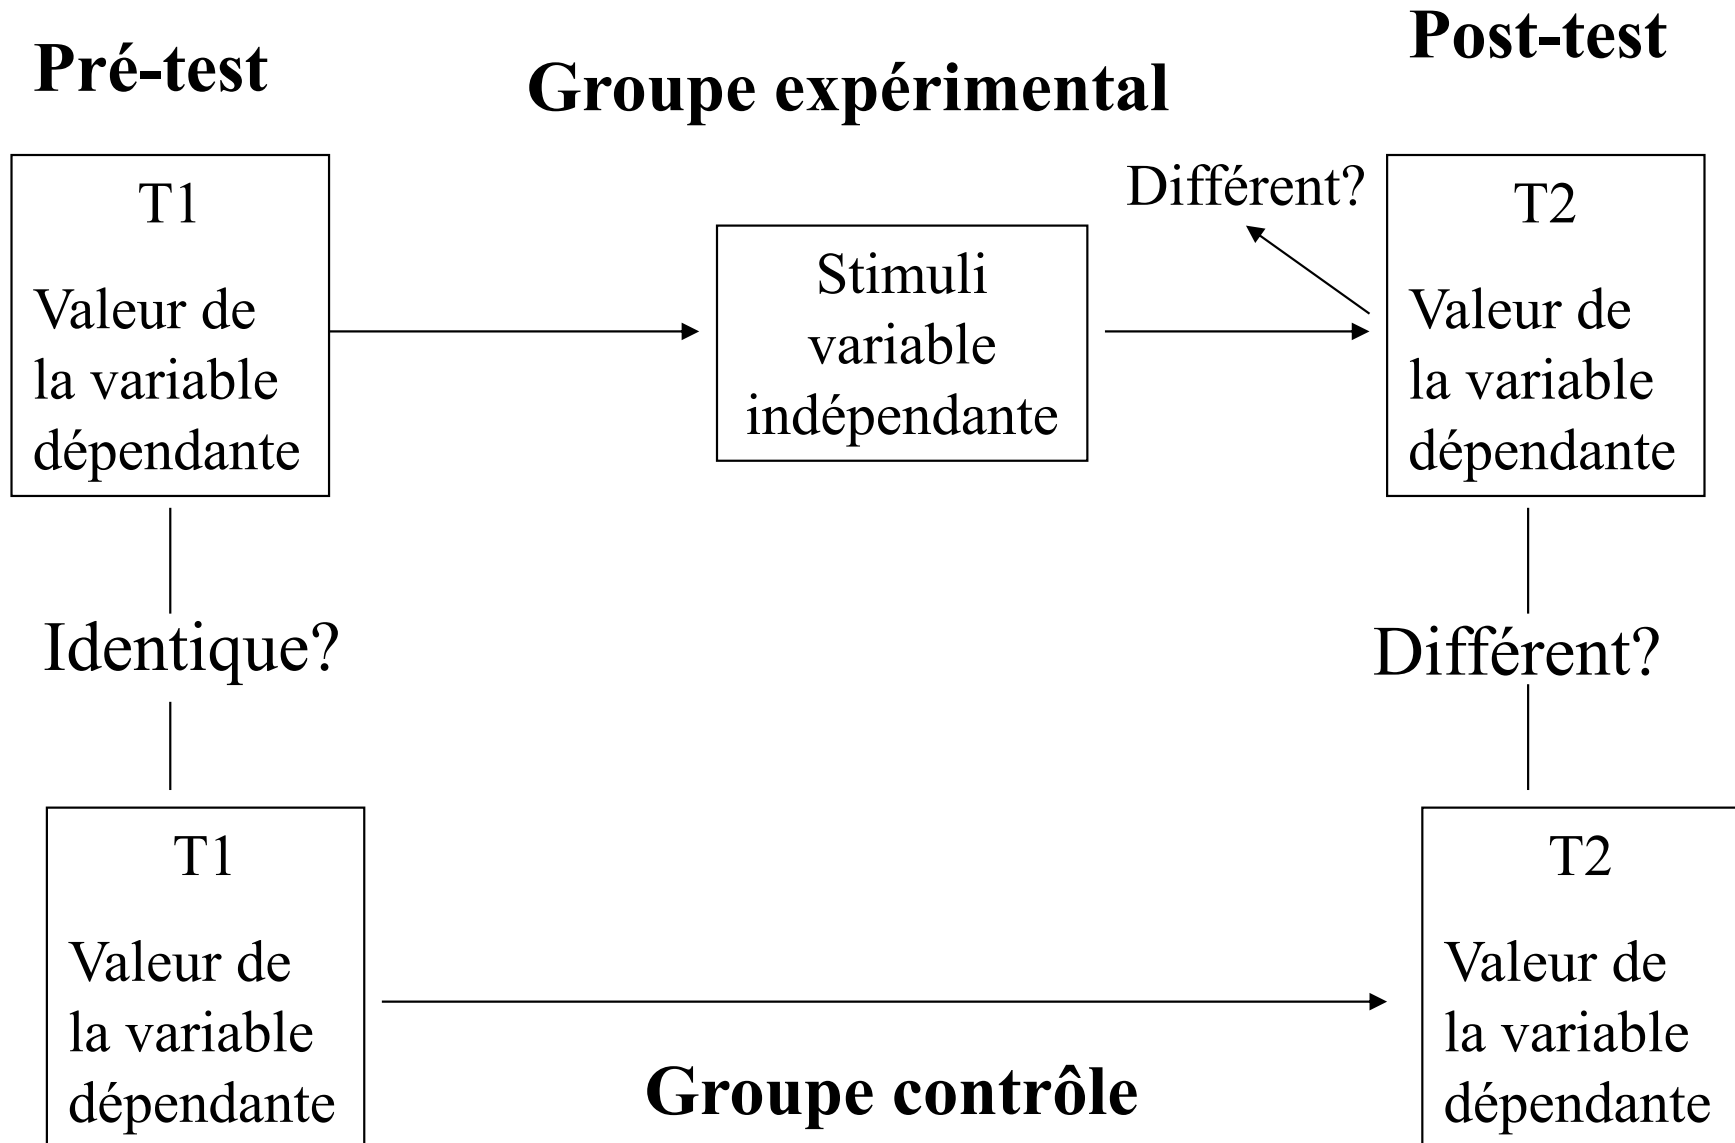 Pré-test
Groupe expérimental
Post-test
T1
Valeur de
la variable
dépendante
Stimuli
variable
indépendante
Différent?
T2
Valeur de
la variable
dépendante
Identique?
Différent?
T1
Valeur de
la variable
dépendante
Groupe contrôle
T2
Valeur de
la variable
dépendante